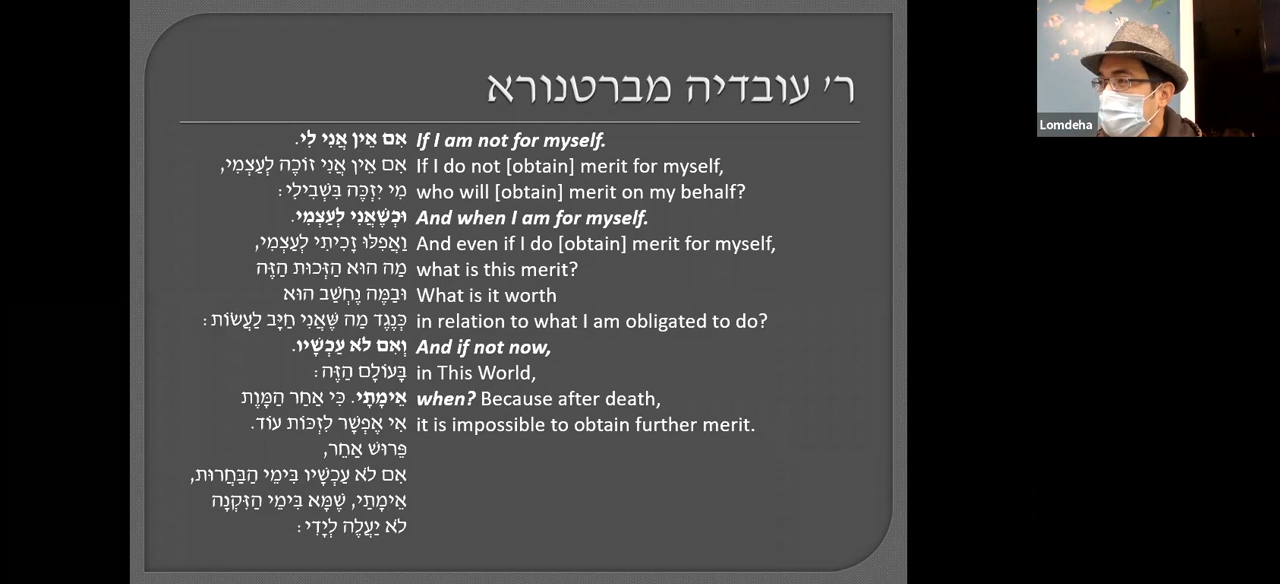 ר׳ עובדיה מברטנורא
אִם אֵין אֲנִי לִי. If I am not for myself.
אִם אֵין אֲנִי זוֹכֶה לְעַצְמִי, If I do not [obtain] merit for myself,
מִי יִזְכֶּה בִּשְׁבִילִי: who will [obtain] merit on my behalf?
וּכְשֶׁאֲנִי לְעַצְמִי. And when I am for myself.
וַאֲפִלּוּ זָכִיתִי לְעַצְמִי, And even if I do [obtain] merit for myself,
מַה הוּא הַזְּכוּת הַזֶּה what is this merit?
וּבַמֶּה נֶחְשַׁב הוּא What is it worth
כְּנֶגֶד מַה שֶּׁאֲנִי חַיָּב לַעֲשׂוֹת: in relation to what I am obligated to do?
וְאִם לֹא עַכְשָׁיו. And if not now,
בָּעוֹלָם הַזֶּה: in This World,
אֵימָתַי. כִּי אַחַר הַמָּוֶת when? Because after death,
אִי אֶפְשָׁר לִזְכּוֹת עוֹד. it is impossible to obtain further merit.
פֵּרוּשׁ אַחֵר,
אִם לֹא עַכְשָׁיו בִּימֵי הַבַּחֲרוּת,
אֵימָתַי, שֶׁמָּא בִּימֵי הַזִּקְנָה
לֹא יַעֲלֶה לְיָדִי:
Lomdeha